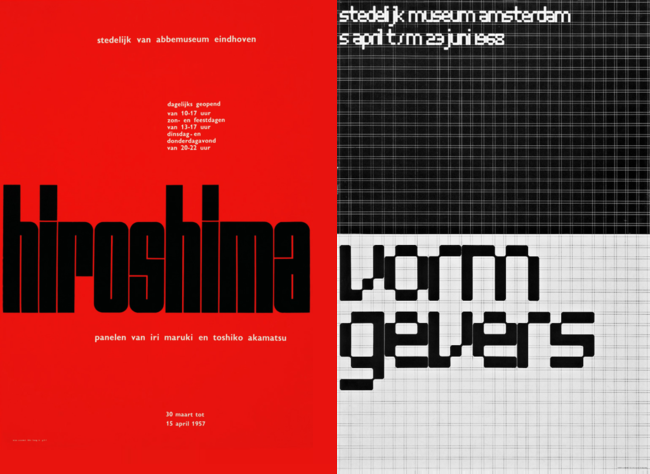 stedelijk van abbemuseum eindhoven
dagelijks geopend
van 10-17 uur
zon- en feestdagen
van 13-17 uur
dinsdag- en
donderdagavond
van 20-22 uur
hiroshima
panelen van iri maruki en toshiko akamatsu
30 maart tot
15 april 1957
stedelijk museum amsterdam
5 april t/m 23 juni 1968
vorm
gevers